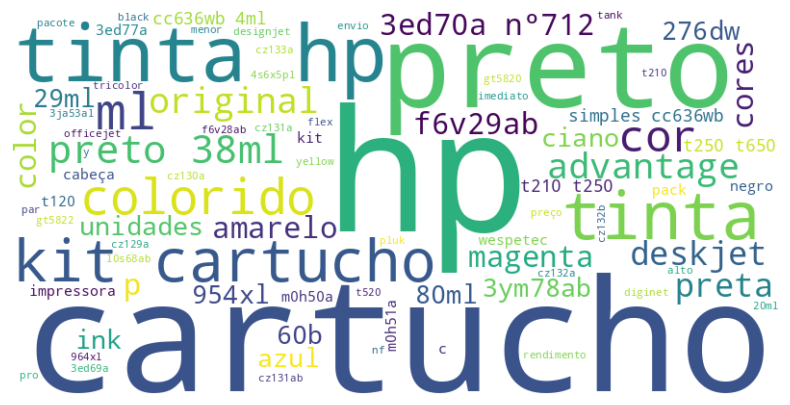 pacote black cc636wb 4ml
3ed77a menor designjet envio
tinta hp preto
3ed70a n°712 tank
276dw
cz133a
4s6x5p1
gt5820
t210
cores
29ml
tricolor
3ja53al
ml original
imediato
color
officejet f6v28ab cz131a flex
kit
f6v29ab
simples cc636wb
ciano cor
t250 t650
preto 38ml
y
yellow
advantage
cabeça cz130a
hp
t210 t250
pack negro
par t120
colorido
gt5822
preço
tinta
cz132b
unidades amarelo
cz129a
10s68ab
pluk
wespetec
magenta
deskjet
kit cartucho
cz132a
alto
impressora p
954xl m0h50a t520 80ml
3ym78ab
diginet
preta
20ml
cartucho
m0h51a
ink
60b
nf c
964xl
azul
rendimento
3ed69a
pro
cz131ab